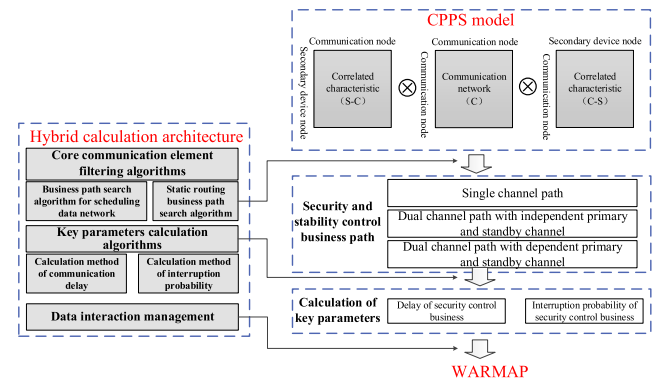 CPPS model
Communication node
Communication node
Secondary device node
Secondary device node
Correlated
characteristic
(S-C)
Communication node
Communication
network
(C)
Communication node
Correlated
characteristic
(C-S)
Hybrid calculation architecture
Core communication element
filtering algorithms
Business path search
algorithm for scheduling
data network
Static routing
business path
search algorithm
Key parameters calculation
algorithms
Calculation method
of communication
delay
Calculation method
of interruption
probability
Data interaction management
Security and
stability control
business path
Single channel path
Dual channel path with independent primary
and standby channel
Dual channel path with dependent primary
and standby channel
Calculation of
key parameters
Delay of security control
business
Interruption probability of
security control business
WARMAP